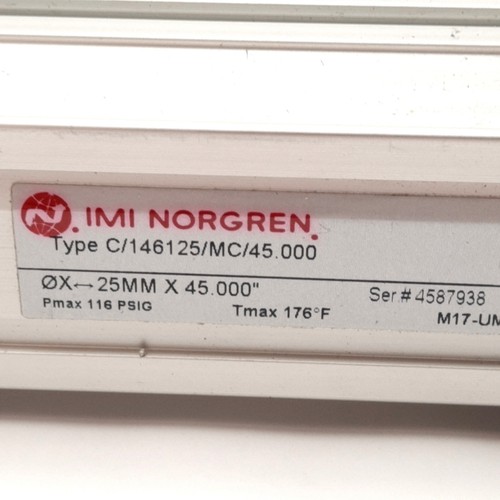 IMI NORGREN.
Type C/146125/MC/45.000
ØX↔25MM X 45.000" Ser.# 4587938
Pmax 116 PSIG Tmax 176°F M17-UM